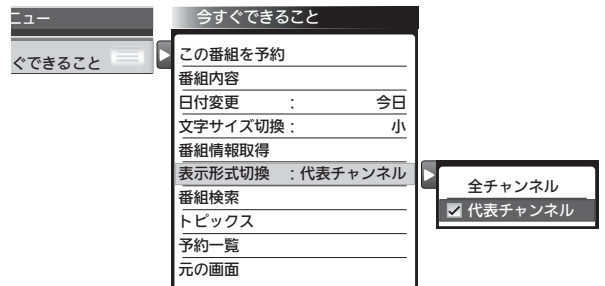 ニュー
ぐできること
今すぐできること
この番組を予約
番組内容
日付変更 : 今日
文字サイズ切換 : 小
番組情報取得
表示形式切換 : 代表チャンネル
番組検索
トピックス
予約一覧
元の画面
全チャンネル
代表チャンネル